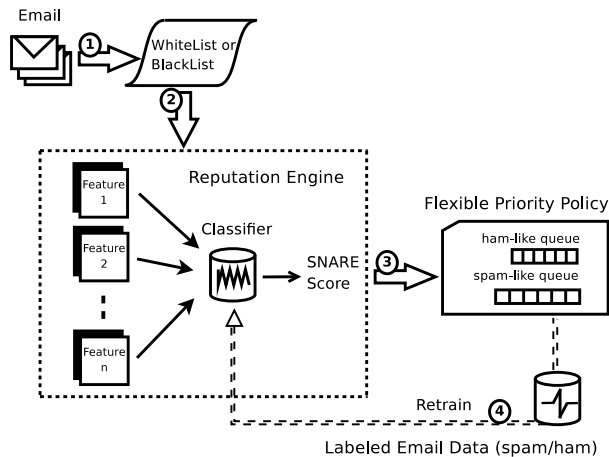 Email
1
WhiteList or
BlackList
2
Reputation Engine
Feature
1
Feature
2
Feature
n
Classifier
SNARE
Score
3
Flexible Priority Policy
ham-like queue
spam-like queue
Retrain
4
Labeled Email Data (spam/ham)